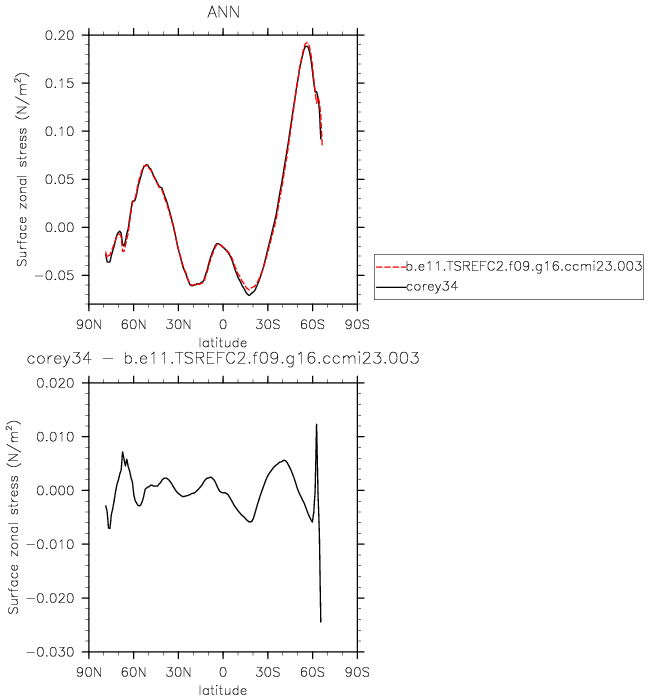 ANN
Surface zonal stress (N/m²)
0.20
0.15
0.10
0.05
0.00
−0.05
90N 60N 30N 0 30S 60S 90S
latitude
b.e11.TSREFC2.f09.g16.ccmi23.003
corey34
corey34 − b.e11.TSREFC2.f09.g16.ccmi23.003
Surface zonal stress (N/m²)
0.020
0.010
0.000
−0.010
−0.020
−0.030
90N 60N 30N 0 30S 60S 90S
latitude